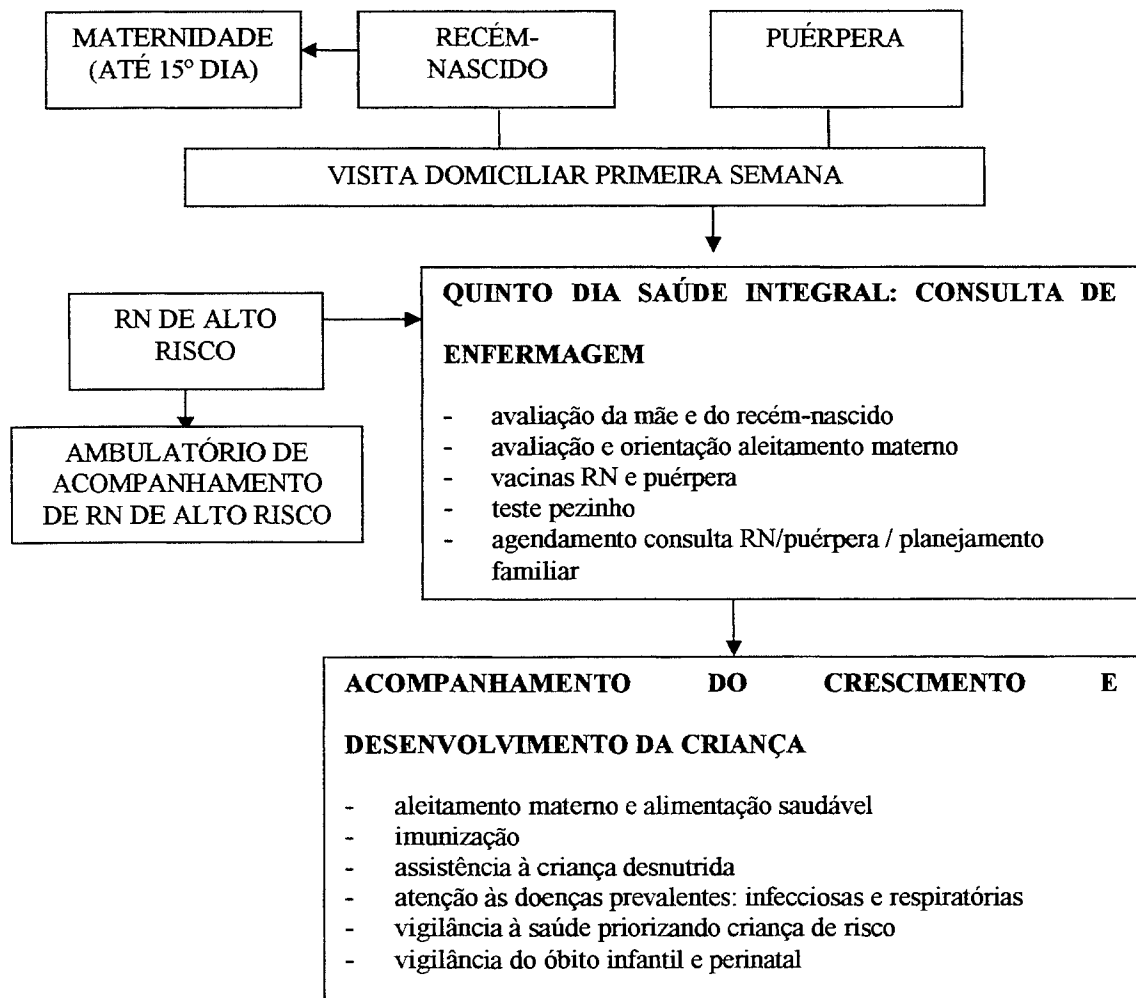 MATERNIDADE
(ATÉ 15º DIA)
RECÉM-
NASCIDO
PUÉRPERA
VISITA DOMICILIAR PRIMEIRA SEMANA
RN DE ALTO
RISCO
AMBULATÓRIO DE
ACOMPANHAMENTO
DE RN DE ALTO RISCO
QUINTO DIA SAÚDE INTEGRAL: CONSULTA DE
ENFERMAGEM
- avaliação da mãe e do recém-nascido
- avaliação e orientação aleitamento materno
- vacinas RN e puérpera
- teste pezinho
- agendamento consulta RN/puérpera / planejamento
familiar
ACOMPANHAMENTO DO CRESCIMENTO E
DESENVOLVIMENTO DA CRIANÇA
- aleitamento materno e alimentação saudável
- imunização
- assistência à criança desnutrida
- atenção às doenças prevalentes: infecciosas e respiratórias
- vigilância à saúde priorizando criança de risco
- vigilância do óbito infantil e perinatal